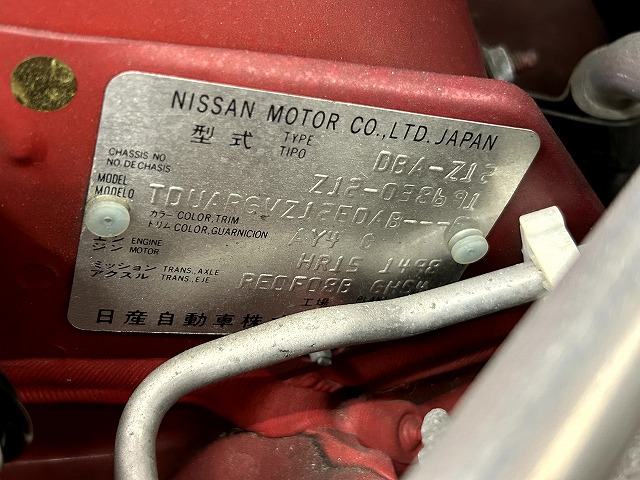 NISSAN MOTOR CO.,LTD. JAPAN
型式 TYPE TIPO DBA-Z12
CHASSIS NO NO. DE CHASIS Z12-038691
MODEL MODELO
カラー COLOR, TRIM
トリム COLOR, GUARNICION AY4 G
エンジン ENGINE MOTOR HR15 1498
ミッション TRANS., AXLE
アクスル TRANS., EJE
工場
日産自動車株